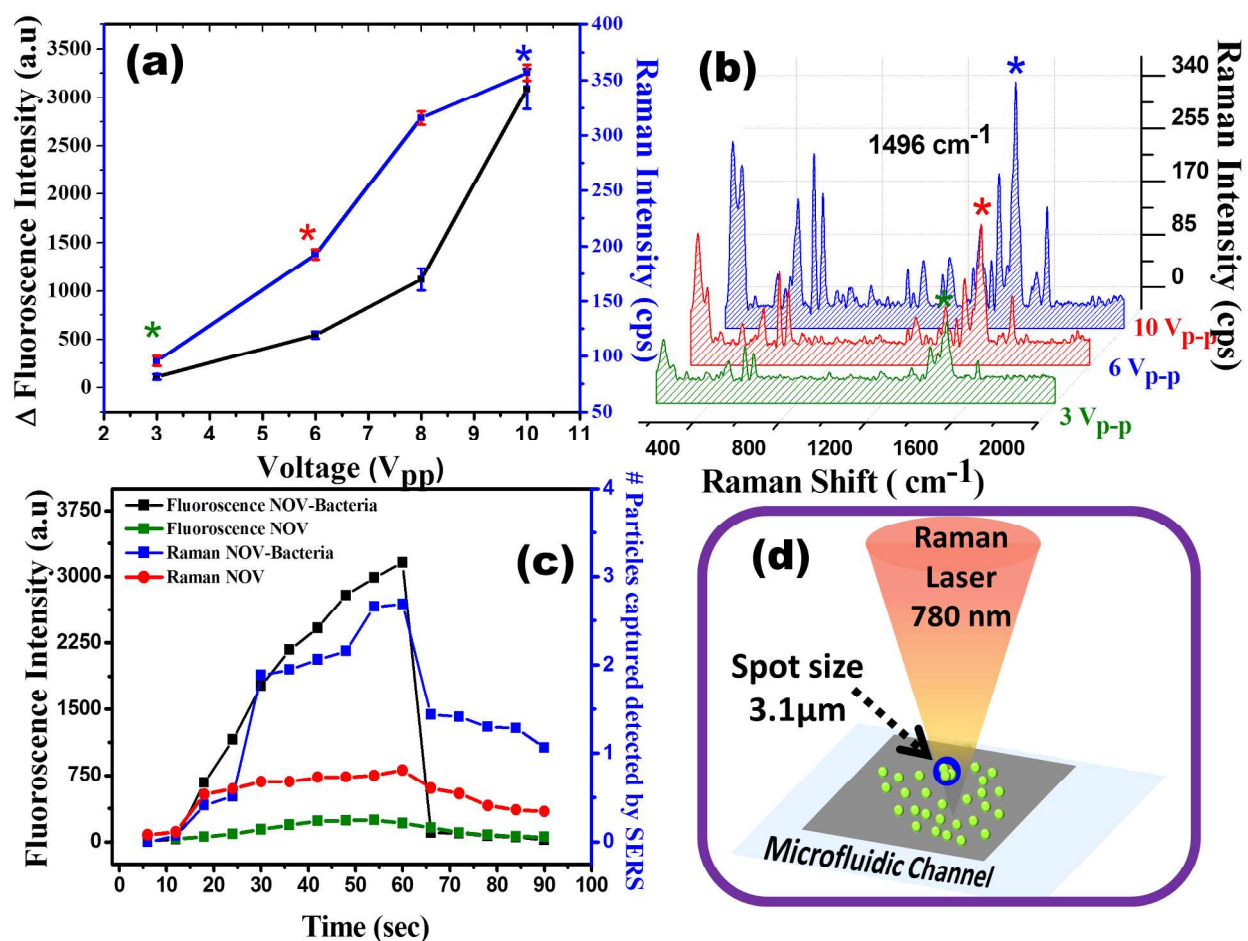 (a)
Δ Fluoroscence Intensity (a.u)
3500
3000
2500
2000
1500
1000
500
0
2 3 4 5 6 7 8 9 10 11
Voltage (Vpp)
400
350
300
250
200
150
100
50
Raman Intensity (cps)
*
*
*
(b)
1496 cm-1
*
*
*
340
255
170
85
0
Raman Intensity (cps)
10 Vp-p
6 Vp-p
3 Vp-p
400 800 1200 1600 2000
Raman Shift ( cm-1)
(c)
Fluoroscence Intensity (a.u)
3750
3000
2250
1500
750
0
Fluoroscence NOV-Bacteria
Fluoroscence NOV
Raman NOV-Bacteria
Raman NOV
0 10 20 30 40 50 60 70 80 90 100
Time (sec)
4
3
2
1
0
# Particles captured detected by SERS
(d)
Raman
Laser
780 nm
Spot size
3.1µm
Microfluidic Channel